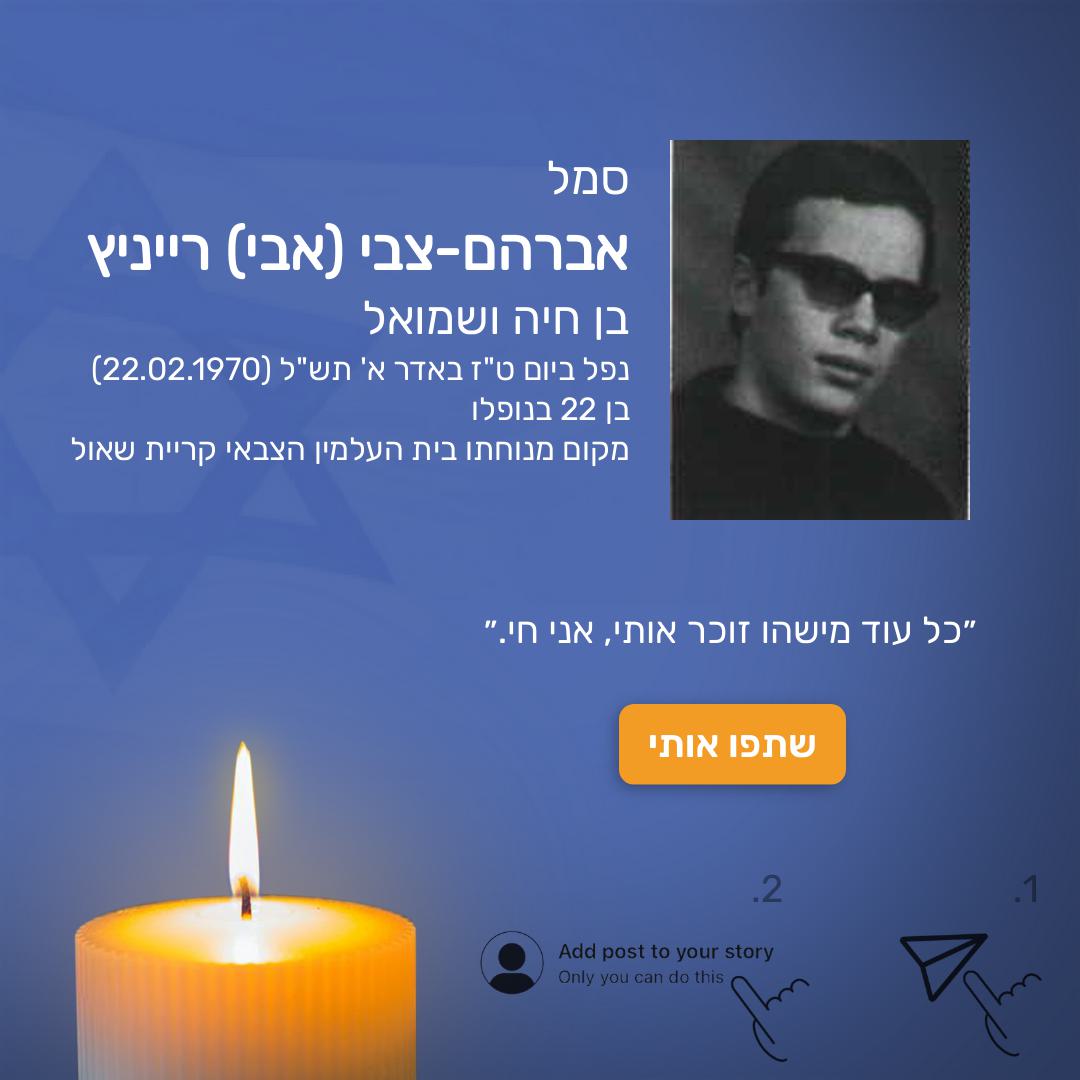 סמל
אברהם-צבי (אבי) רייניץ
בן חיה ושמואל
נפל ביום ט"ז באדר א' תש"ל (22.02.1970)
בן 22 בנופלו
מקום מנוחתו בית העלמין הצבאי קריית שאול
״כל עוד מישהו זוכר אותי, אני חי.״
שתפו אותי
1.
2.
Add post to your story
Only you can do this